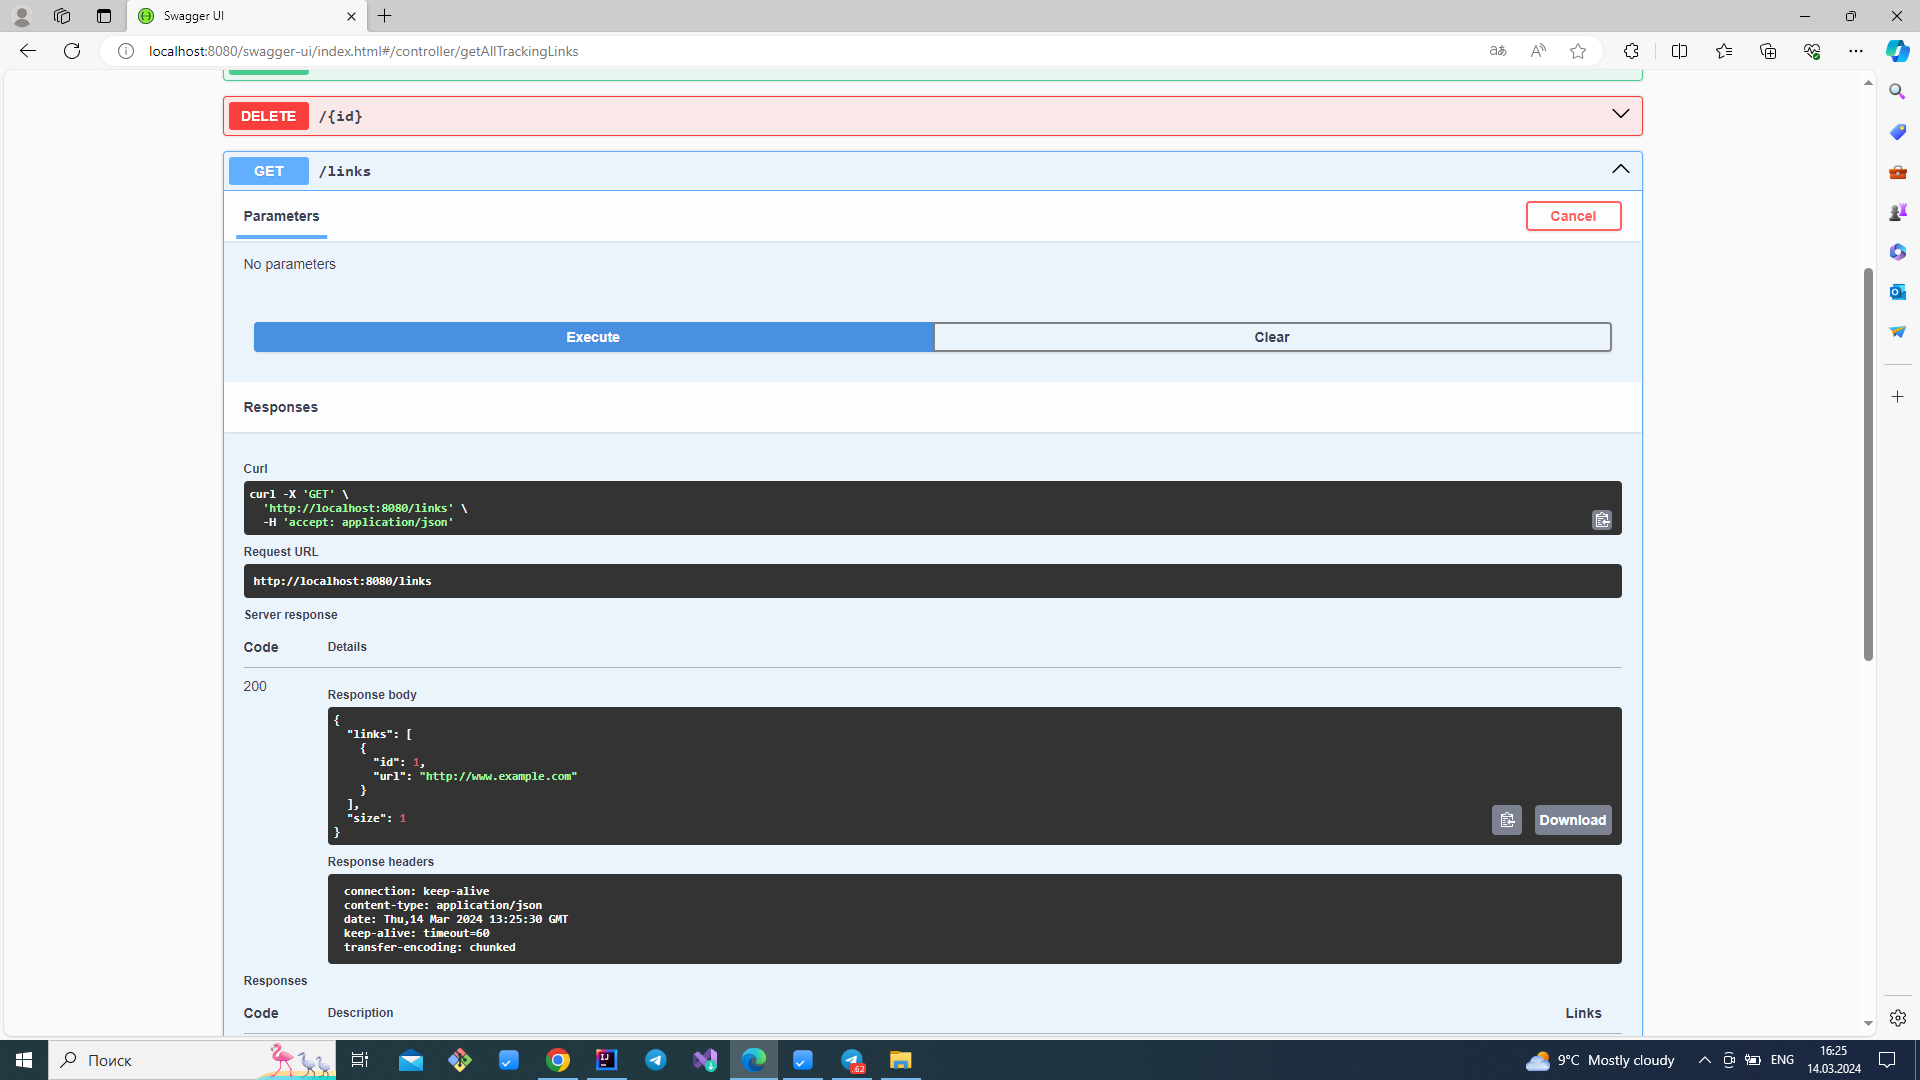 Swagger UI
localhost:8080/swagger-ui/index.html#/controller/getAllTrackingLinks
DELETE /{id}
GET /links
Parameters
Cancel
No parameters
Execute
Clear
Responses
Curl
curl -X 'GET' \
'http://localhost:8080/links' \
-H 'accept: application/json'
Request URL
http://localhost:8080/links
Server response
Code Details
200
Response body
{
"links": [
{
"id": 1,
"url": "http://www.example.com"
}
],
"size": 1
}
Download
Response headers
connection: keep-alive
content-type: application/json
date: Thu,14 Mar 2024 13:25:30 GMT
keep-alive: timeout=60
transfer-encoding: chunked
Responses
Code Description Links
Поиск
IJ
62
9°C Mostly cloudy
ENG
16:25
14.03.2024